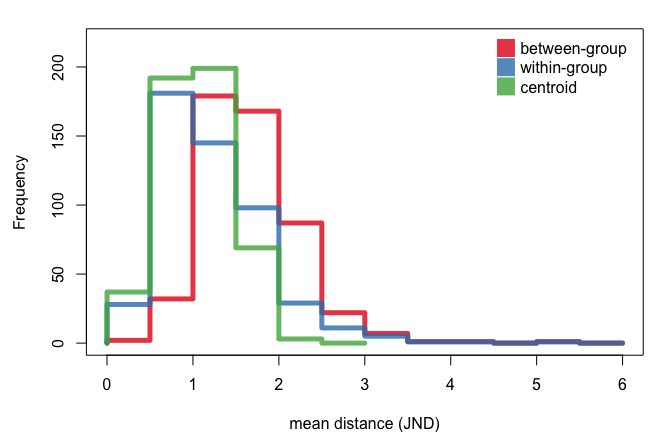 between-group
within-group
centroid
200
150
100
50
0
Frequency
0 1 2 3 4 5 6
mean distance (JND)